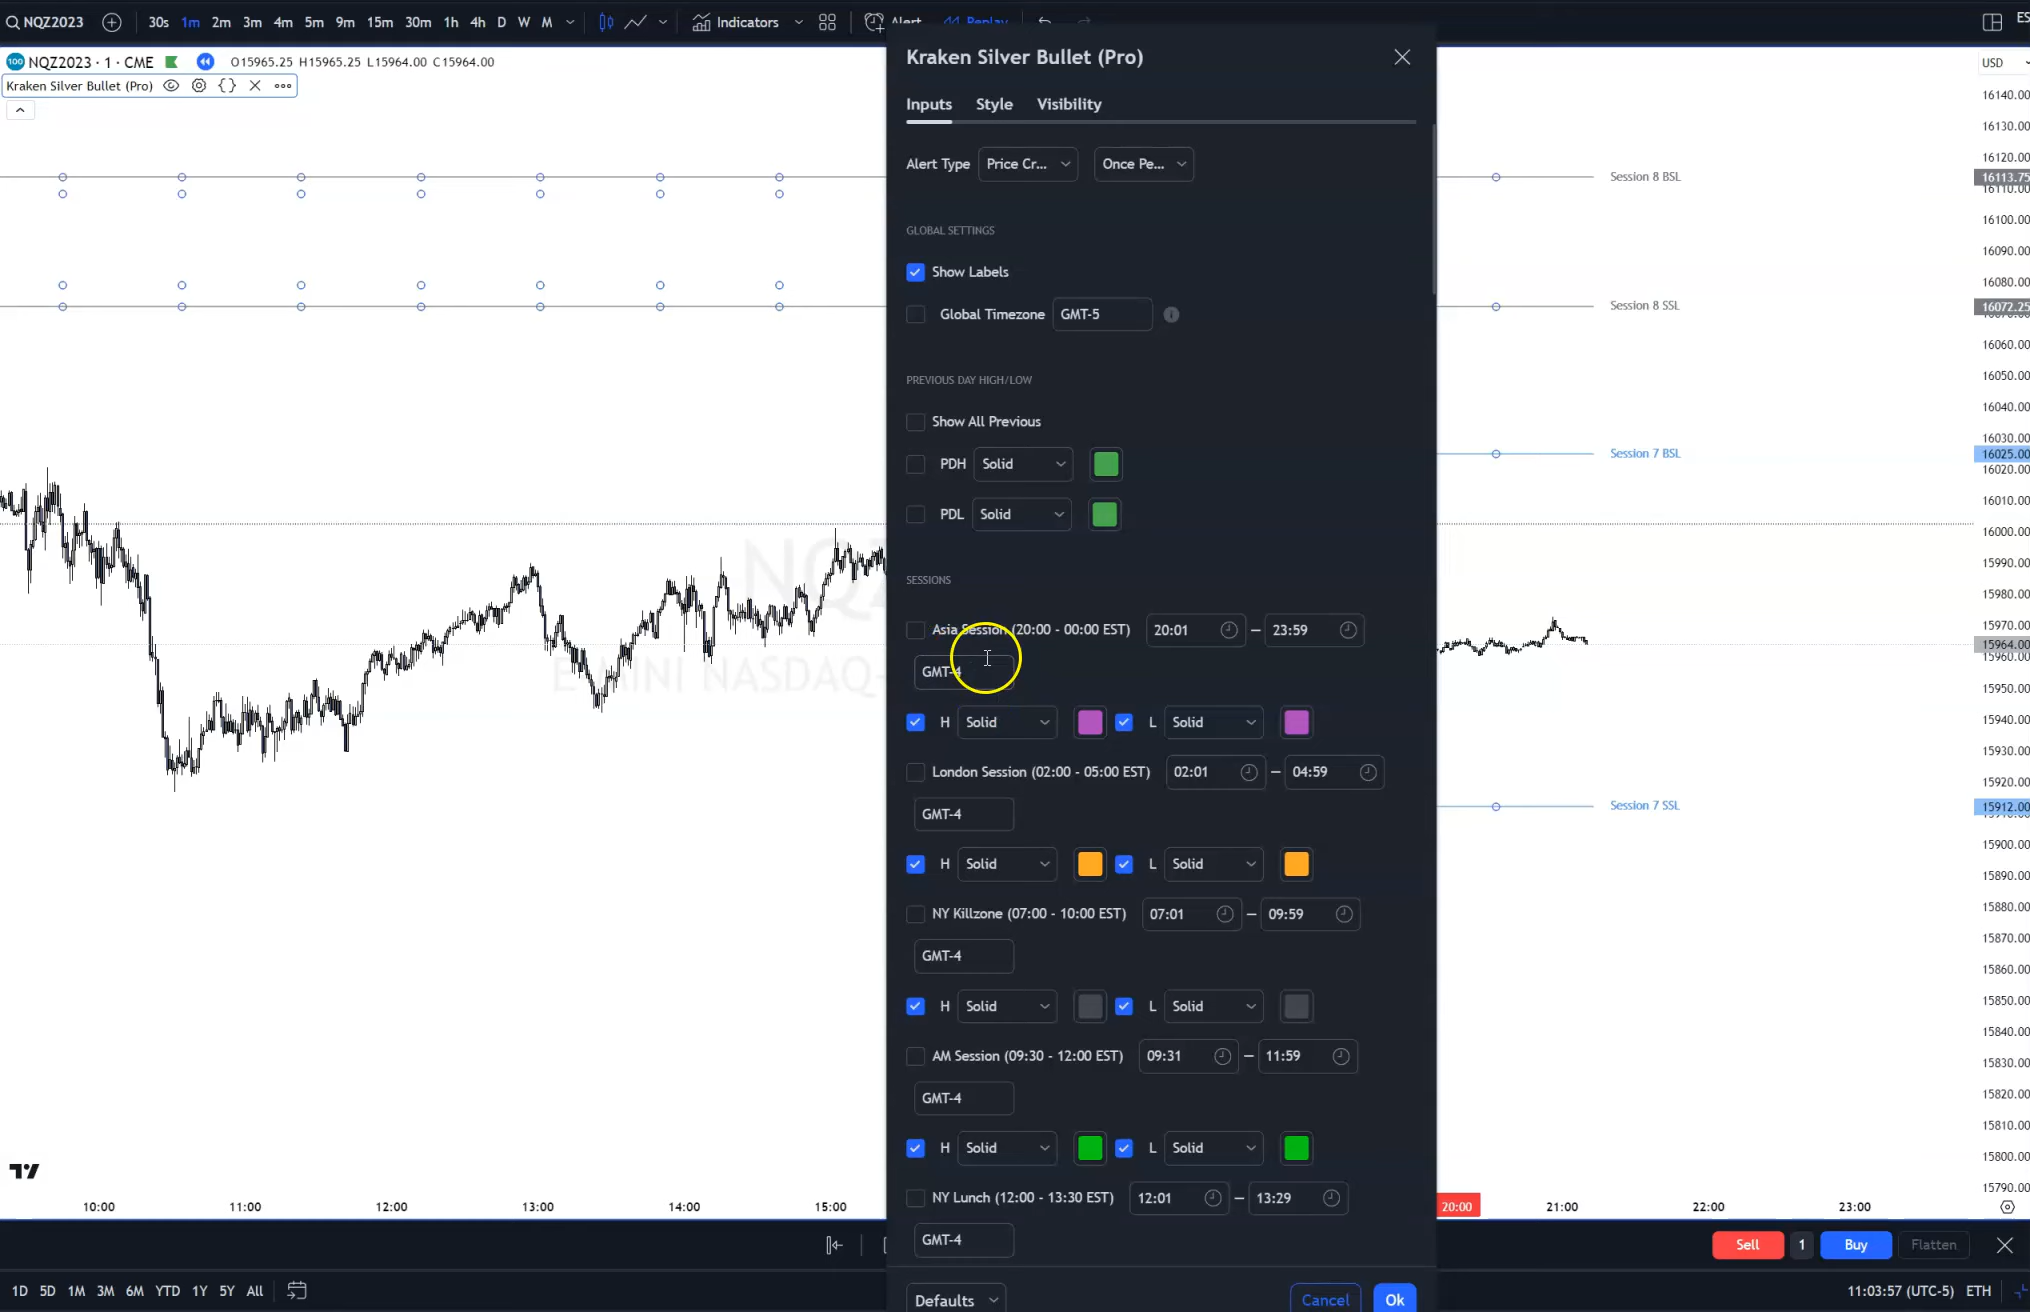 NQZ2023 30s 1m 2m 3m 4m 5m 9m 15m 30m 1h 4h D W M Indicators Alert Replay ES
100 NQZ2023 · 1 · CME O15965.25 H15965.25 L15964.00 C15964.00
Kraken Silver Bullet (Pro)
Kraken Silver Bullet (Pro)
Inputs Style Visibility
Alert Type Price Cr... Once Pe...
GLOBAL SETTINGS
Show Labels
Global Timezone GMT-5
PREVIOUS DAY HIGH/LOW
Show All Previous
PDH Solid
PDL Solid
SESSIONS
Asia Session (20:00 - 00:00 EST) 20:01 – 23:59
GMT-4
H Solid L Solid
London Session (02:00 - 05:00 EST) 02:01 – 04:59
GMT-4
H Solid L Solid
NY Killzone (07:00 - 10:00 EST) 07:01 – 09:59
GMT-4
H Solid L Solid
AM Session (09:30 - 12:00 EST) 09:31 – 11:59
GMT-4
H Solid L Solid
NY Lunch (12:00 - 13:30 EST) 12:01 – 13:29
GMT-4
Defaults Cancel Ok
Session 8 BSL
Session 8 SSL
Session 7 BSL
Session 7 SSL
USD
16140.00
16130.00
16120.00
16113.75
16110.00
16100.00
16090.00
16080.00
16072.25
16060.00
16050.00
16040.00
16030.00
16025.00
16020.00
16010.00
16000.00
15990.00
15980.00
15970.00
15964.00
15960.00
15950.00
15940.00
15930.00
15920.00
15912.00
15900.00
15890.00
15880.00
15870.00
15860.00
15850.00
15840.00
15830.00
15820.00
15810.00
15800.00
15790.00
10:00 11:00 12:00 13:00 14:00 15:00 20:00 21:00 22:00 23:00
Sell 1 Buy Flatten
1D 5D 1M 3M 6M YTD 1Y 5Y All 11:03:57 (UTC-5) ETH